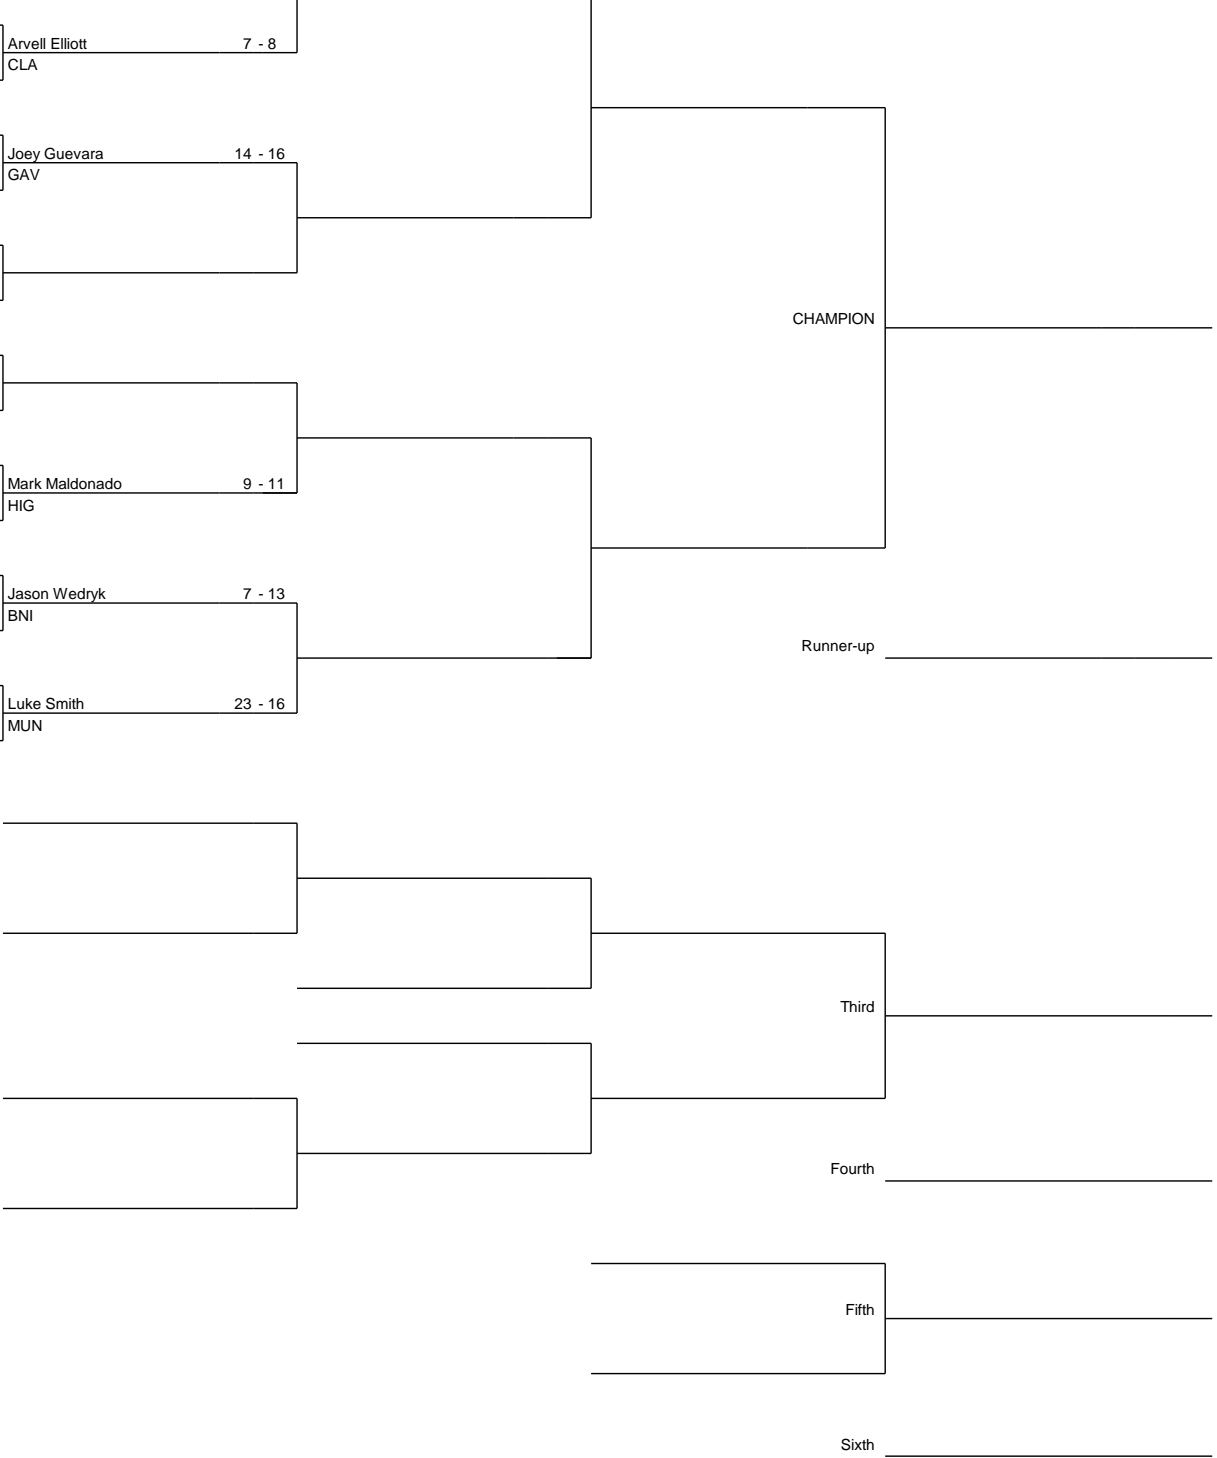 Arvell Elliott 7 - 8
CLA
Joey Guevara 14 - 16
GAV
CHAMPION
Mark Maldonado 9 - 11
HIG
Jason Wedryk 7 - 13
BNI
Runner-up
Luke Smith 23 - 16
MUN
Third
Fourth
Fifth
Sixth